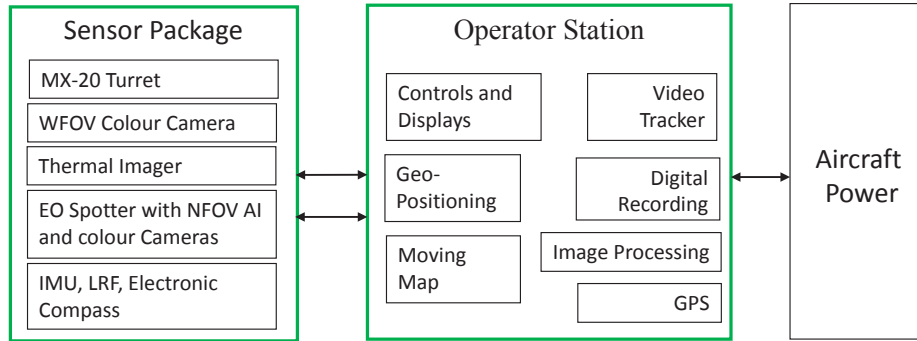 Sensor Package
MX-20 Turret
WFOV Colour Camera
Thermal Imager
EO Spotter with NFOV AI
and colour Cameras
IMU, LRF, Electronic
Compass
Operator Station
Controls and
Displays
Geo-
Positioning
Moving
Map
Video
Tracker
Digital
Recording
Image Processing
GPS
Aircraft
Power